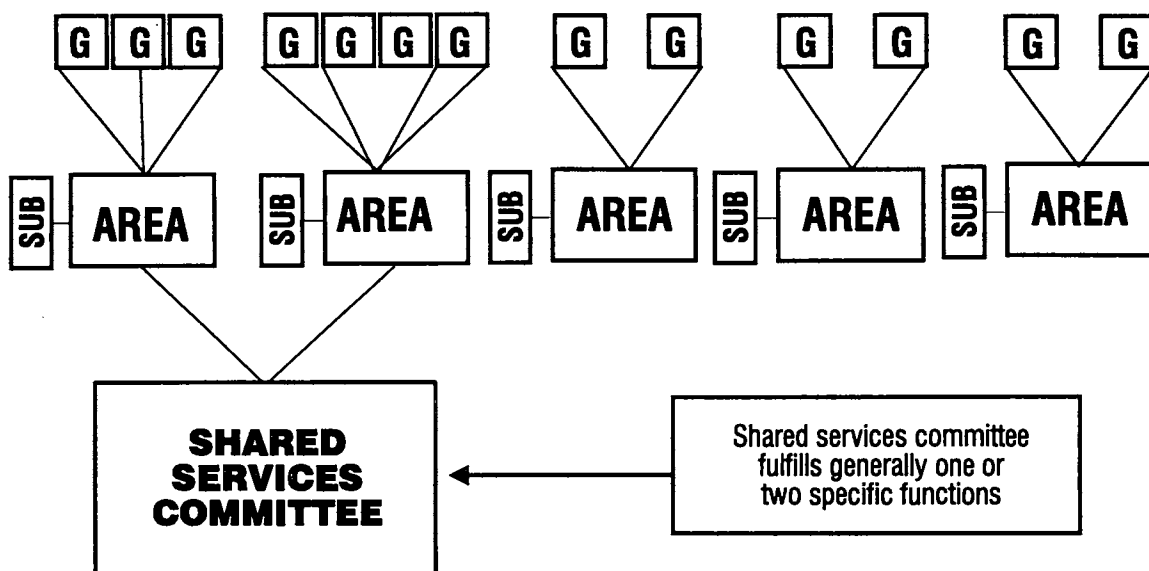 G G G G G G G G G G G G G
SUB AREA SUB AREA SUB AREA SUB AREA SUB AREA
SHARED
SERVICES
COMMITTEE
Shared services committee
fulfills generally one or
two specific functions